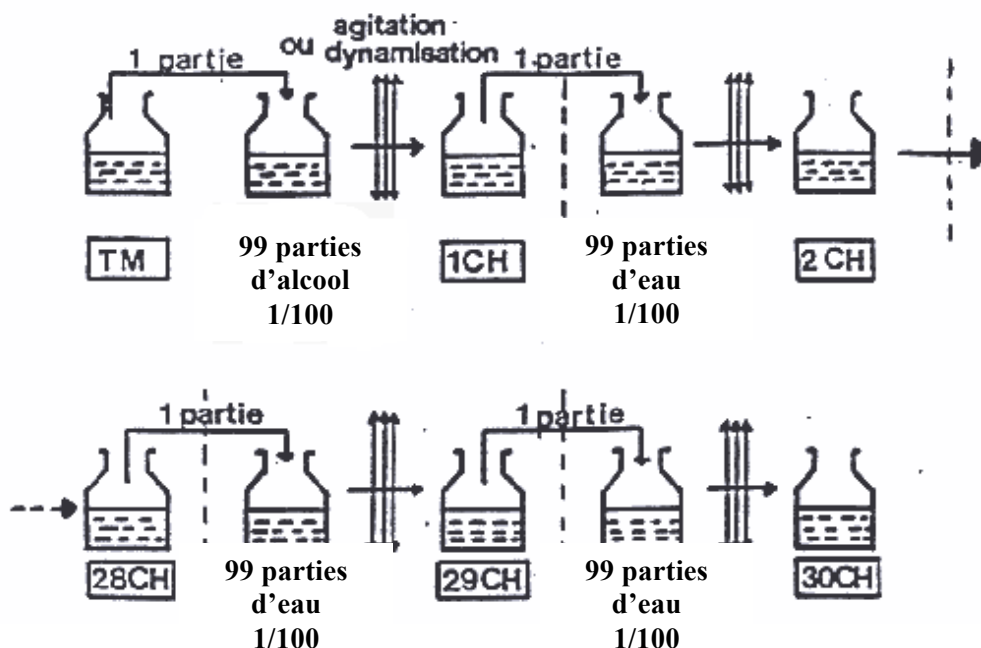 agitation
ou dynamisation
1 partie
1 partie
TM
99 parties
d’alcool
1/100
1CH
99 parties
d’eau
1/100
2 CH
1 partie
1 partie
28CH
99 parties
d’eau
1/100
29CH
99 parties
d’eau
1/100
30CH